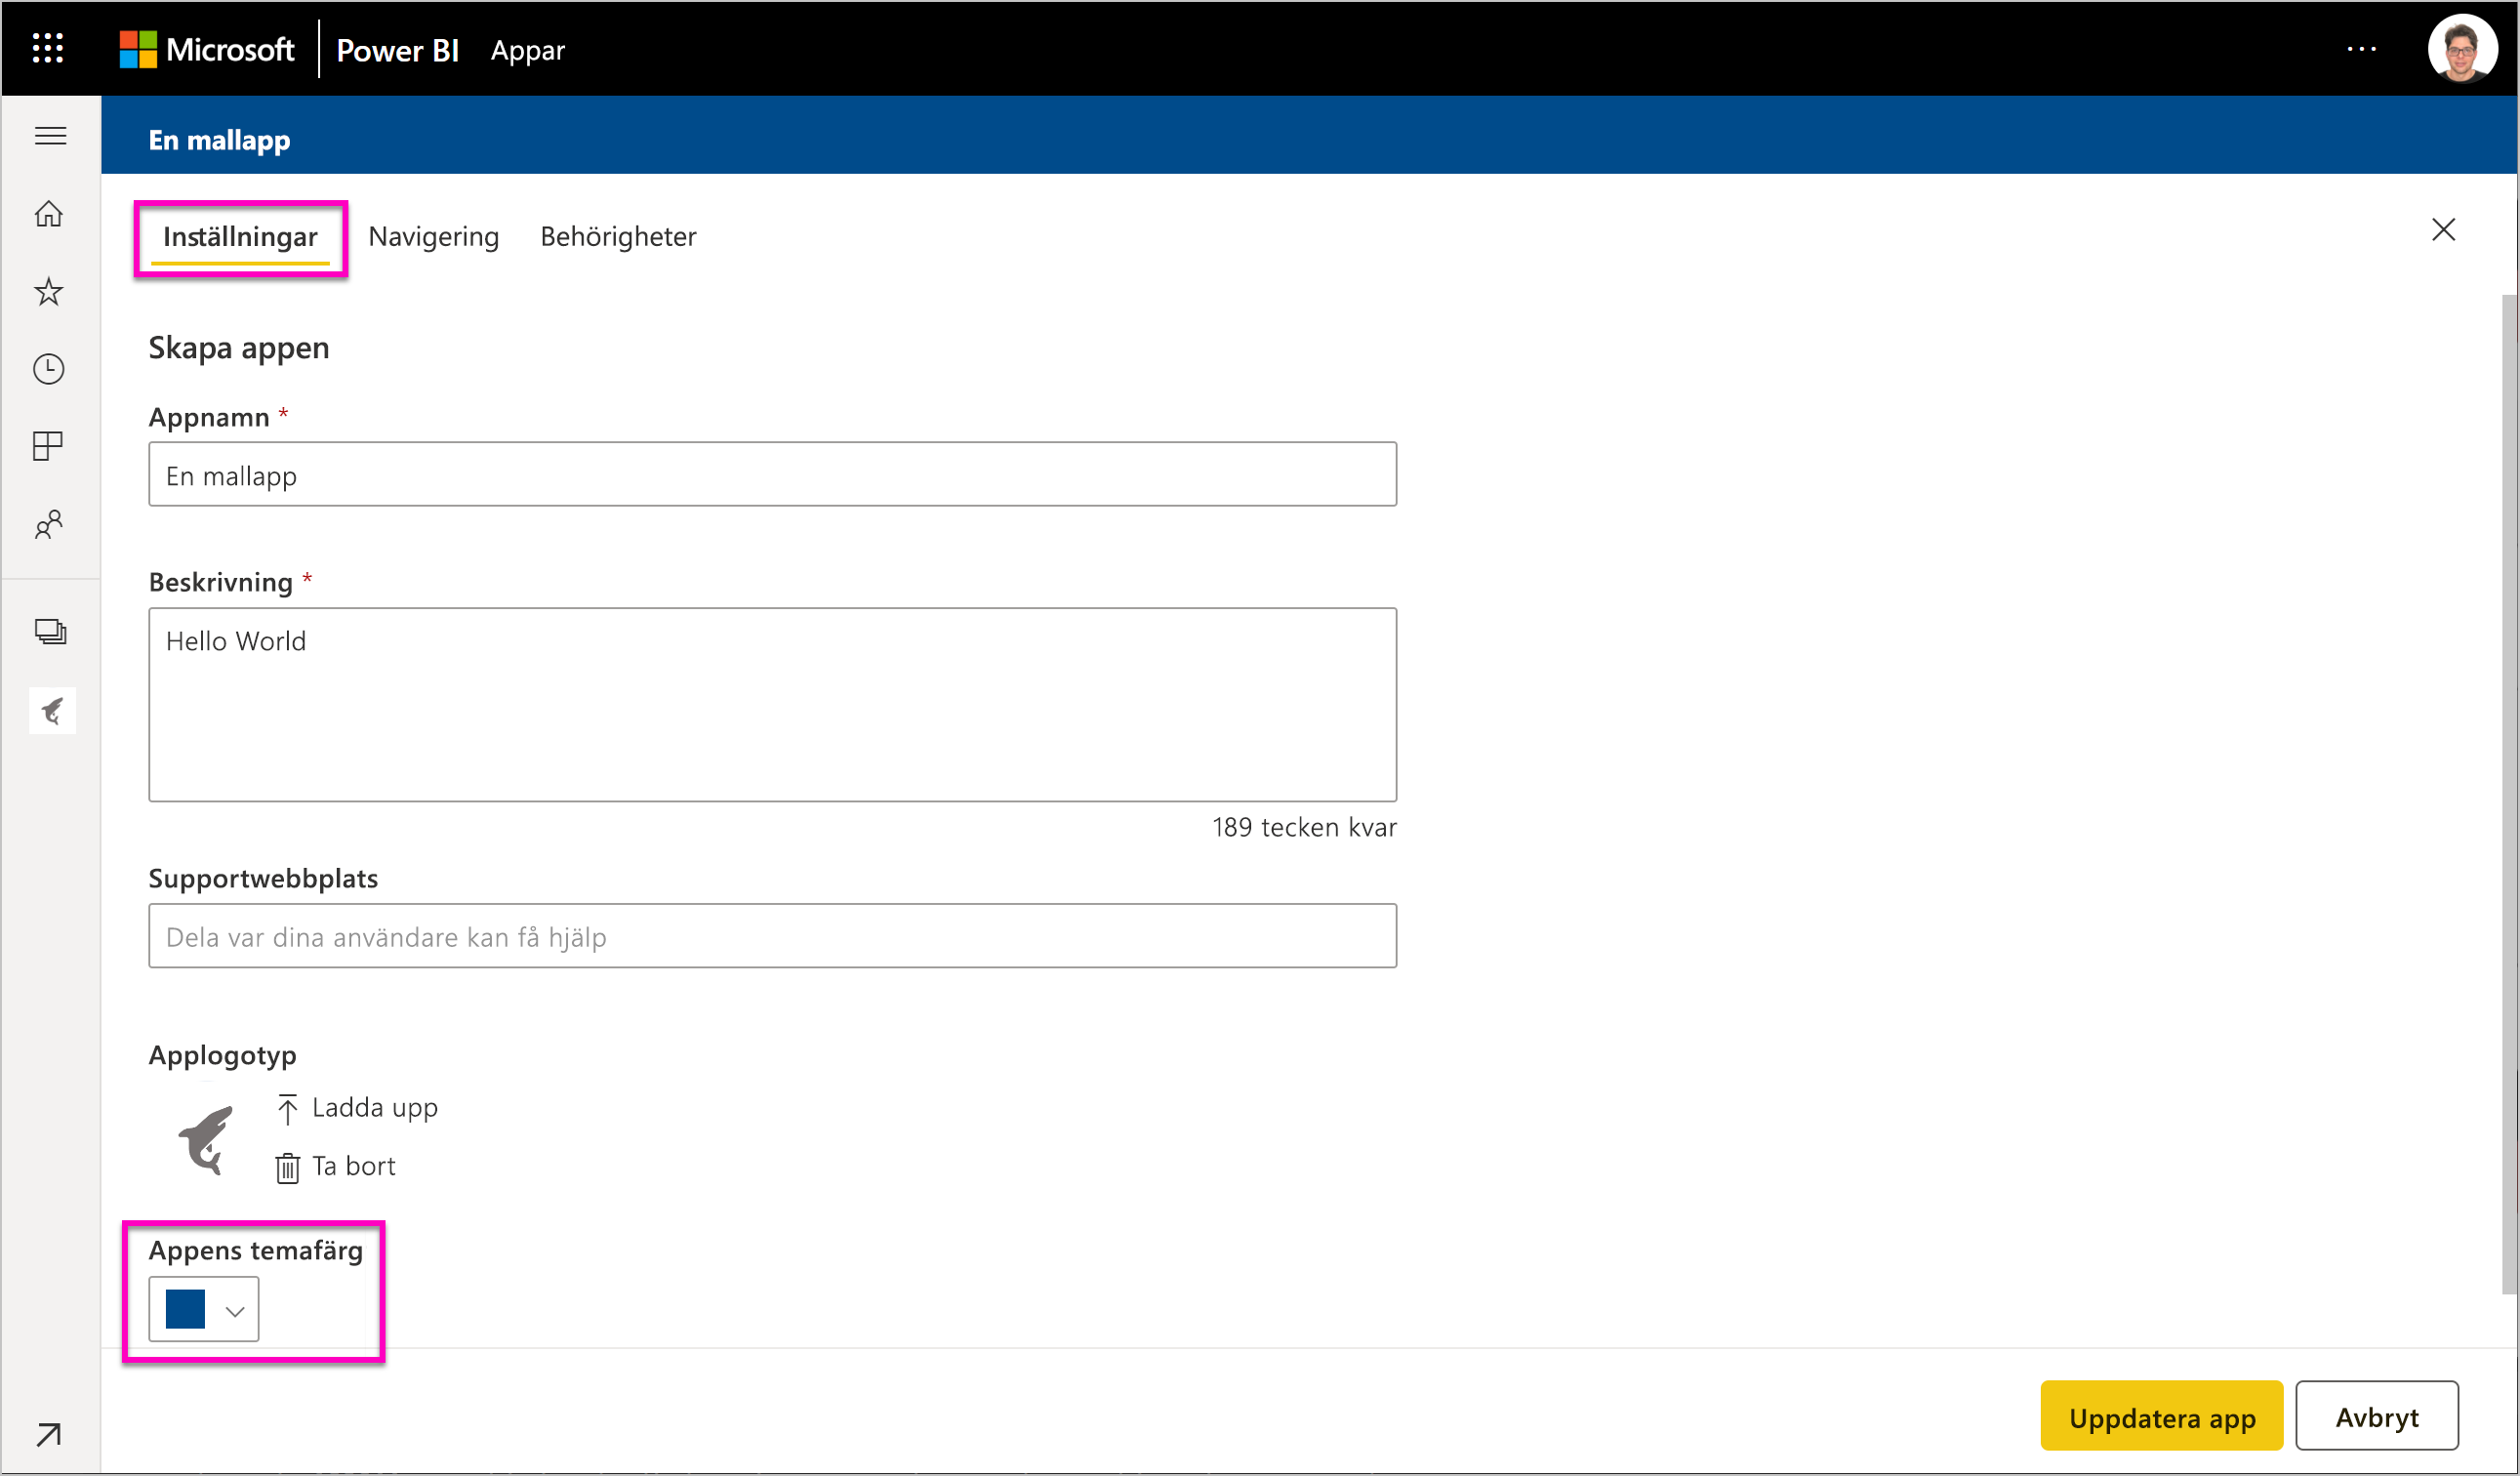 Microsoft Power BI Appar
En mallapp
Inställningar Navigering Behörigheter
Skapa appen
Appnamn *
En mallapp
Beskrivning *
Hello World
189 tecken kvar
Supportwebbplats
Dela var dina användare kan få hjälp
Applogotyp
Ladda upp
Ta bort
Appens temafärg
Uppdatera app Avbryt